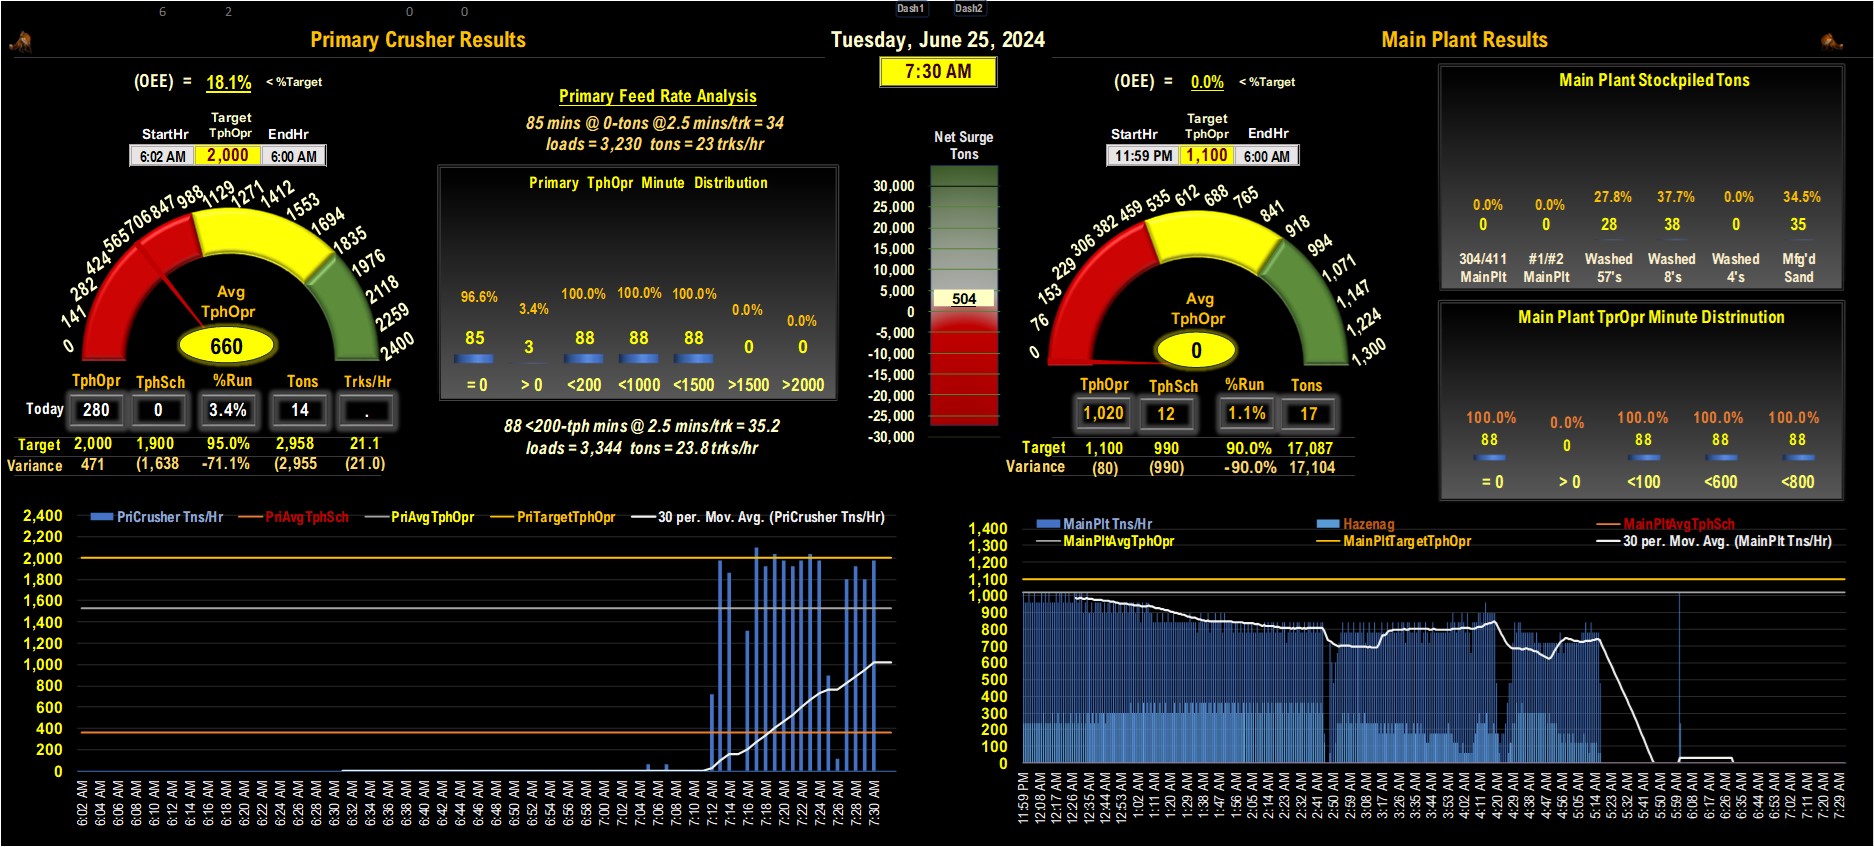 6 2 0 0 Dash1 Dash2
Primary Crusher Results
Tuesday, June 25, 2024
Main Plant Results
7:30 AM
(OEE) = 18.1% < %Target
Target
StartHr TphOpr EndHr
6:02 AM 2,000 6:00 AM
0 141 282 424 565 706 847 988 1129 1271 1412 1553 1694 1835 1976 2118 2259 2400
Avg
TphOpr
660
TphOpr TphSch %Run Tons Trks/Hr
Today 280 0 3.4% 14 .
Target 2,000 1,900 95.0% 2,958 21.1
Variance 471 (1,638 -71.1% (2,955 (21.0)
Primary Feed Rate Analysis
85 mins @ 0-tons @2.5 mins/trk = 34
loads = 3,230 tons = 23 trks/hr
Primary TphOpr Minute Distribution
96.6% 3.4% 100.0% 100.0% 100.0% 0.0% 0.0%
85 3 88 88 88 0 0
= 0 > 0 <200 <1000 <1500 >1500 >2000
88 <200-tph mins @ 2.5 mins/trk = 35.2
loads = 3,344 tons = 23.8 trks/hr
Net Surge
Tons
30,000
25,000
20,000
15,000
10,000
5,000
504
0
-5,000
-10,000
-15,000
-20,000
-25,000
-30,000
(OEE) = 0.0% < %Target
Target
StartHr TphOpr EndHr
11:59 PM 1,100 6:00 AM
0 76 153 229 306 382 459 535 612 688 765 841 918 994 1,071 1,147 1,224 1,300
Avg
TphOpr
0
TphOpr TphSch %Run Tons
1,020 12 1.1% 17
Target 1,100 990 90.0% 17,087
Variance (80) (990) -90.0% 17,104
Main Plant Stockpiled Tons
0.0% 0.0% 27.8% 37.7% 0.0% 34.5%
0 0 28 38 0 35
304/411 #1/#2 Washed Washed Washed Mfg'd
MainPlt MainPlt 57's 8's 4's Sand
Main Plant TprOpr Minute Distrinution
100.0% 0.0% 100.0% 100.0% 100.0%
88 0 88 88 88
= 0 > 0 <100 <600 <800
PriCrusher Tns/Hr PriAvgTphSch PriAvgTphOpr PriTargetTphOpr 30 per. Mov. Avg. (PriCrusher Tns/Hr)
2,400
2,200
2,000
1,800
1,600
1,400
1,200
1,000
800
600
400
200
0
6:02 AM 6:04 AM 6:06 AM 6:08 AM 6:10 AM 6:12 AM 6:14 AM 6:16 AM 6:18 AM 6:20 AM 6:22 AM 6:24 AM 6:26 AM 6:28 AM 6:30 AM 6:32 AM 6:34 AM 6:36 AM 6:38 AM 6:40 AM 6:42 AM 6:44 AM 6:46 AM 6:48 AM 6:50 AM 6:52 AM 6:54 AM 6:56 AM 6:58 AM 7:00 AM 7:02 AM 7:04 AM 7:06 AM 7:08 AM 7:10 AM 7:12 AM 7:14 AM 7:16 AM 7:18 AM 7:20 AM 7:22 AM 7:24 AM 7:26 AM 7:28 AM 7:30 AM
MainPlt Tns/Hr Hazenag MainPltAvgTphSch
MainPltAvgTphOpr MainPltTargetTphOpr 30 per. Mov. Avg. (MainPlt Tns/Hr)
1,400
1,300
1,200
1,100
1,000
900
800
700
600
500
400
300
200
100
0
11:59 PM 12:08 AM 12:17 AM 12:26 AM 12:35 AM 12:44 AM 12:53 AM 1:02 AM 1:11 AM 1:20 AM 1:29 AM 1:38 AM 1:47 AM 1:56 AM 2:05 AM 2:14 AM 2:23 AM 2:32 AM 2:41 AM 2:50 AM 2:59 AM 3:08 AM 3:17 AM 3:26 AM 3:35 AM 3:44 AM 3:53 AM 4:02 AM 4:11 AM 4:20 AM 4:29 AM 4:38 AM 4:47 AM 4:56 AM 5:05 AM 5:14 AM 5:23 AM 5:32 AM 5:41 AM 5:50 AM 5:59 AM 6:08 AM 6:17 AM 6:26 AM 6:35 AM 6:44 AM 6:53 AM 7:02 AM 7:11 AM 7:20 AM 7:29 AM